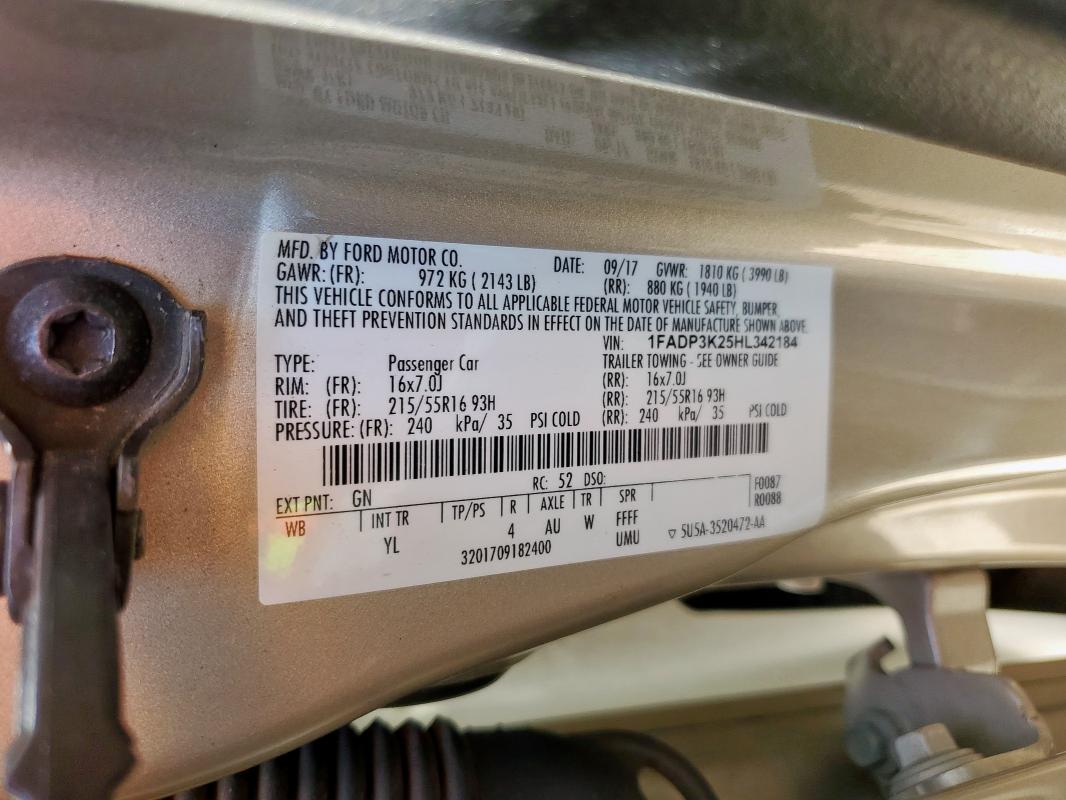 MFD. BY FORD MOTOR CO. DATE: 09/17 GVWR: 1810 KG ( 3990 LB)
GAWR: (FR): 972 KG ( 2143 LB) (RR): 880 KG ( 1940 LB)
THIS VEHICLE CONFORMS TO ALL APPLICABLE FEDERAL MOTOR VEHICLE SAFETY, BUMPER,
AND THEFT PREVENTION STANDARDS IN EFFECT ON THE DATE OF MANUFACTURE SHOWN ABOVE.
VIN: 1FADP3K25HL342184
TYPE: Passenger Car TRAILER TOWING - SEE OWNER GUIDE
RIM: (FR): 16x7.0J (RR): 16x7.0J
TIRE: (FR): 215/55R16 93H (RR): 215/55R16 93H
PRESSURE: (FR): 240 kPa/ 35 PSI COLD (RR): 240 kPa/ 35 PSI COLD
EXT PNT: GN RC: 52 DSO: F0087
WB INT TR TP/PS R AXLE TR SPR R0088
YL 4 AU W FFFF
3201709182400 UMU ▽ 5U5A-3520472-AA